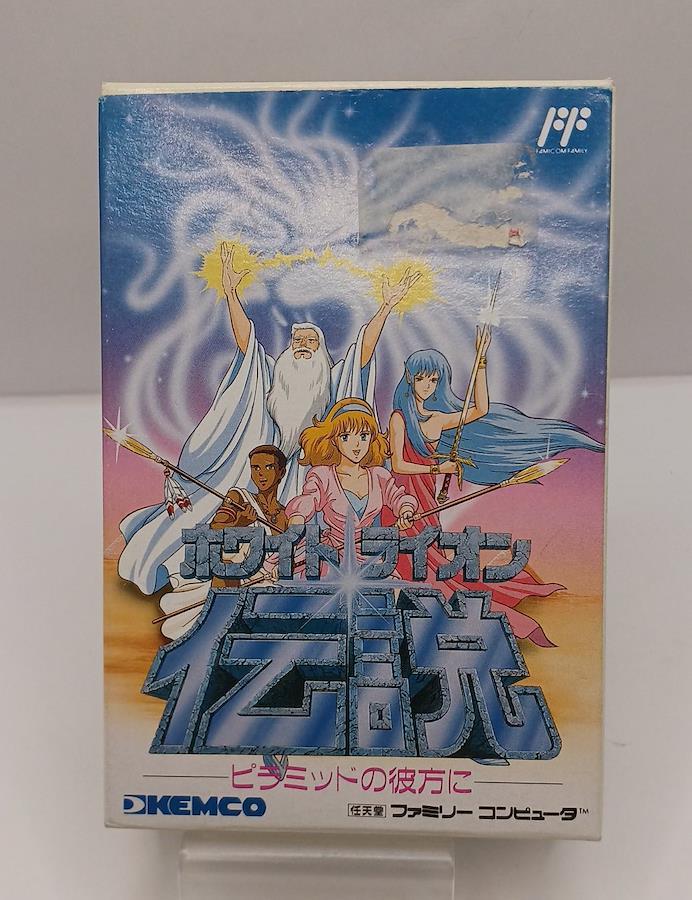 FF
FAMICOM FAMILY
ホワイトライオン
伝説
ピラミッドの彼方に
KEMCO
任天堂 ファミリー コンピュータ™